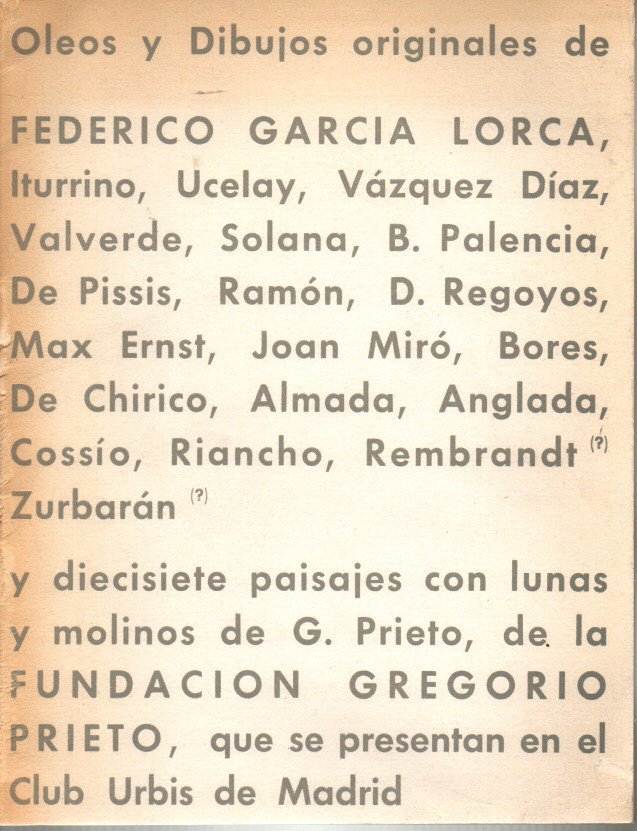 Oleos y Dibujos originales de
FEDERICO GARCIA LORCA,
Iturrino, Ucelay, Vázquez Díaz,
Valverde, Solana, B. Palencia,
De Pissis, Ramón, D. Regoyos,
Max Ernst, Joan Miró, Bores,
De Chirico, Almada, Anglada,
Cossío, Riancho, Rembrandt (?)
Zurbarán (?)
y diecisiete paisajes con lunas
y molinos de G. Prieto, de la
FUNDACION GREGORIO
PRIETO, que se presentan en el
Club Urbis de Madrid